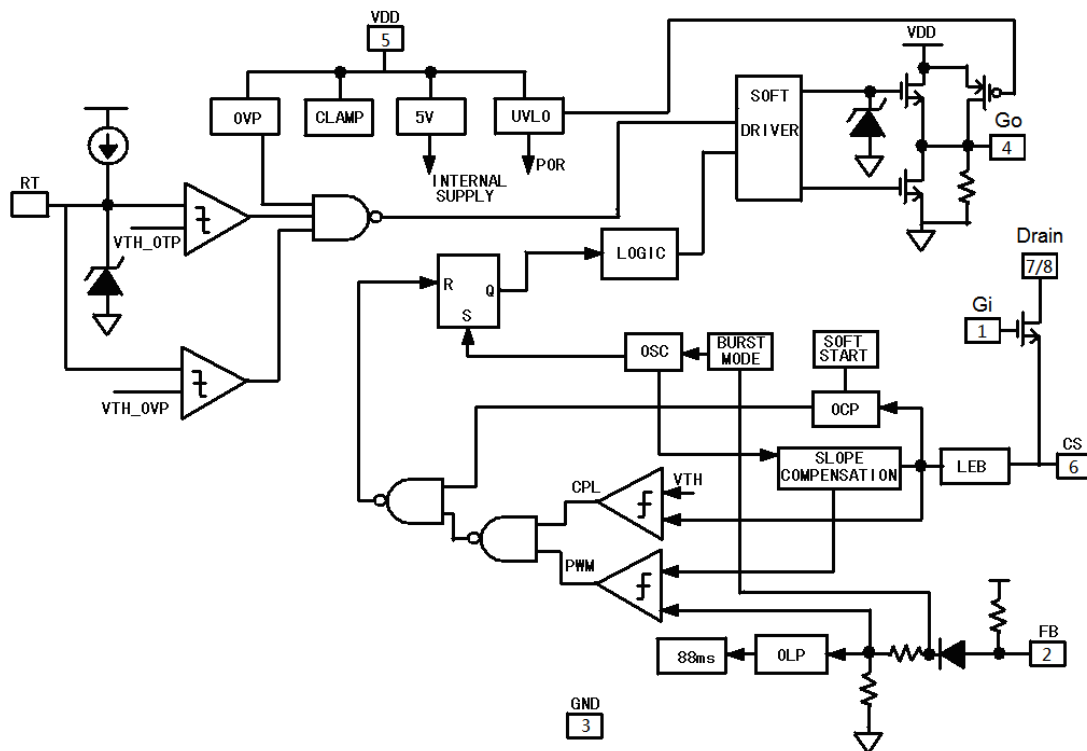 VDD
5
OVP
CLAMP
5V
UVLO
INTERNAL
SUPPLY
POR
SOFT
DRIVER
VDD
Go
4
RT
VTH_OTP
VTH_OVP
LOGIC
R
Q
S
OSC
BURST
MODE
SOFT
START
OCP
Drain
7/8
Gi
1
SLOPE
COMPENSATION
LEB
CS
6
CPL
VTH
PWM
88ms
OLP
FB
2
GND
3